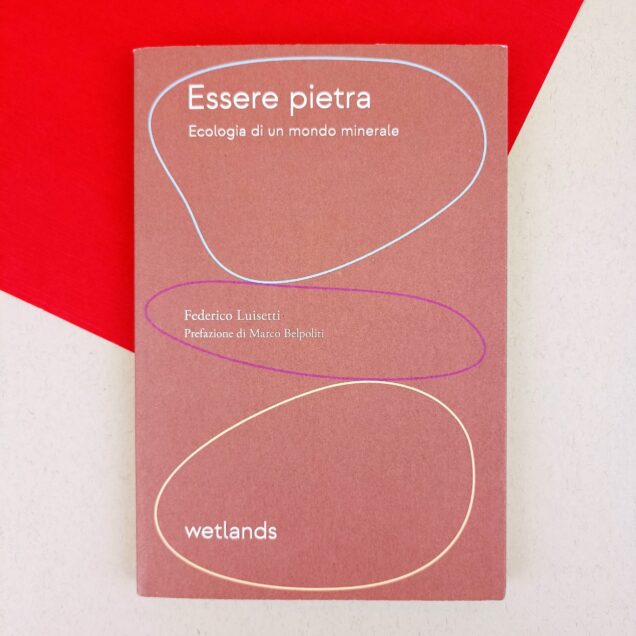 Essere pietra
Ecologia di un mondo minerale
Federico Luisetti
Prefazione di Marco Belpoliti
wetlands